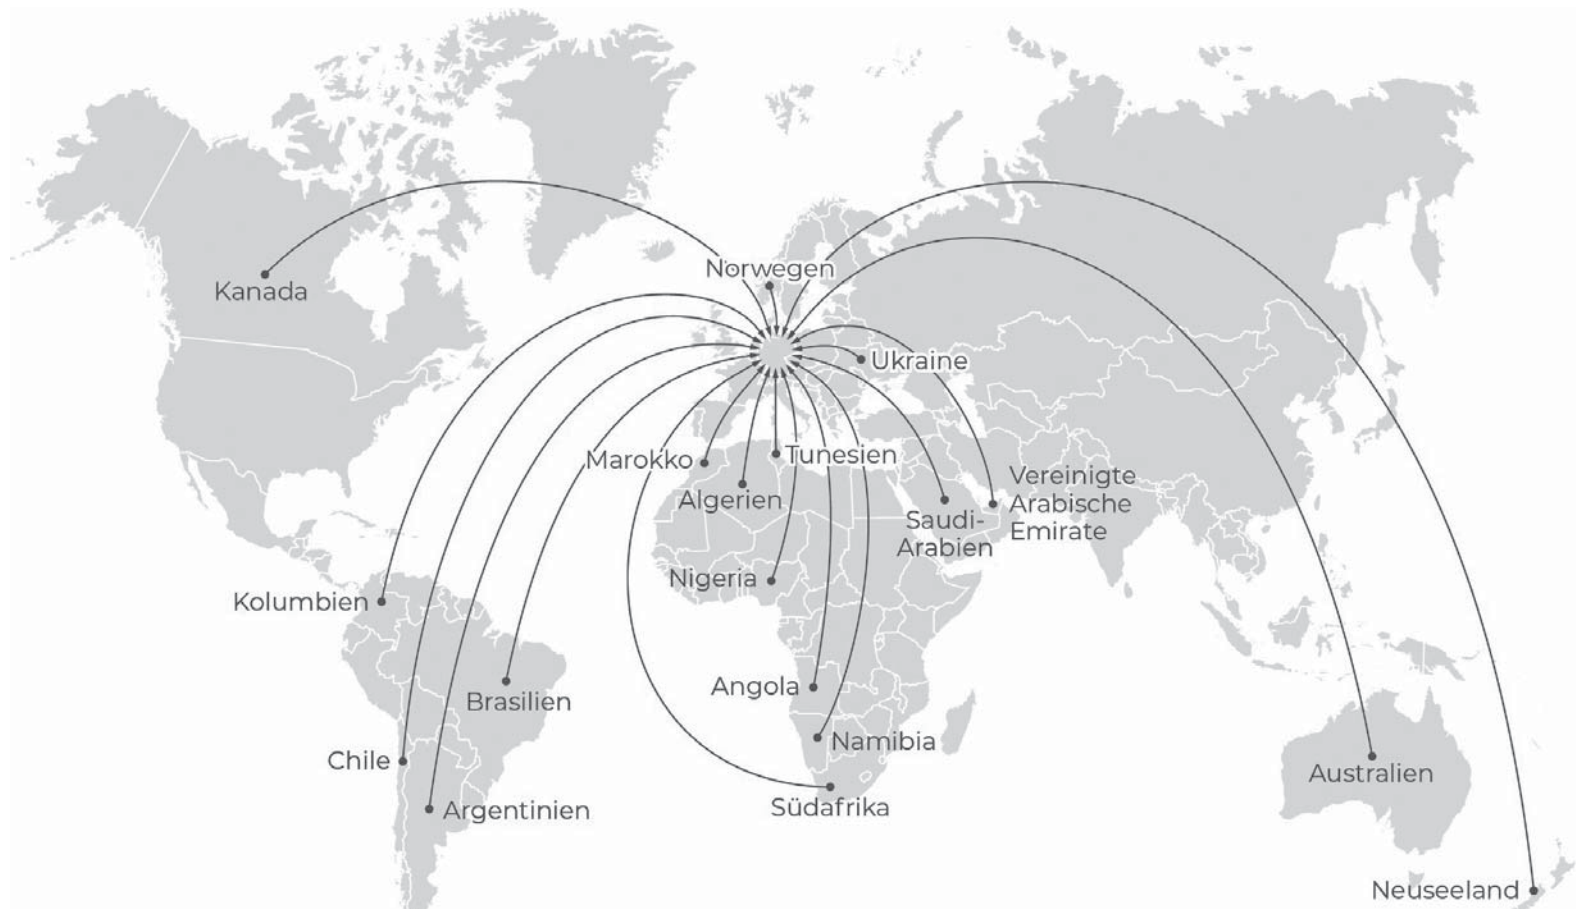 Norwegen
Kanada
Ukraine
Marokko
Tunesien
Algerien
Vereinigte
Arabische
Emirate
Saudi-
Arabien
Nigeria
Kolumbien
Angola
Brasilien
Namibia
Chile
Australien
Südafrika
Argentinien
Neuseeland